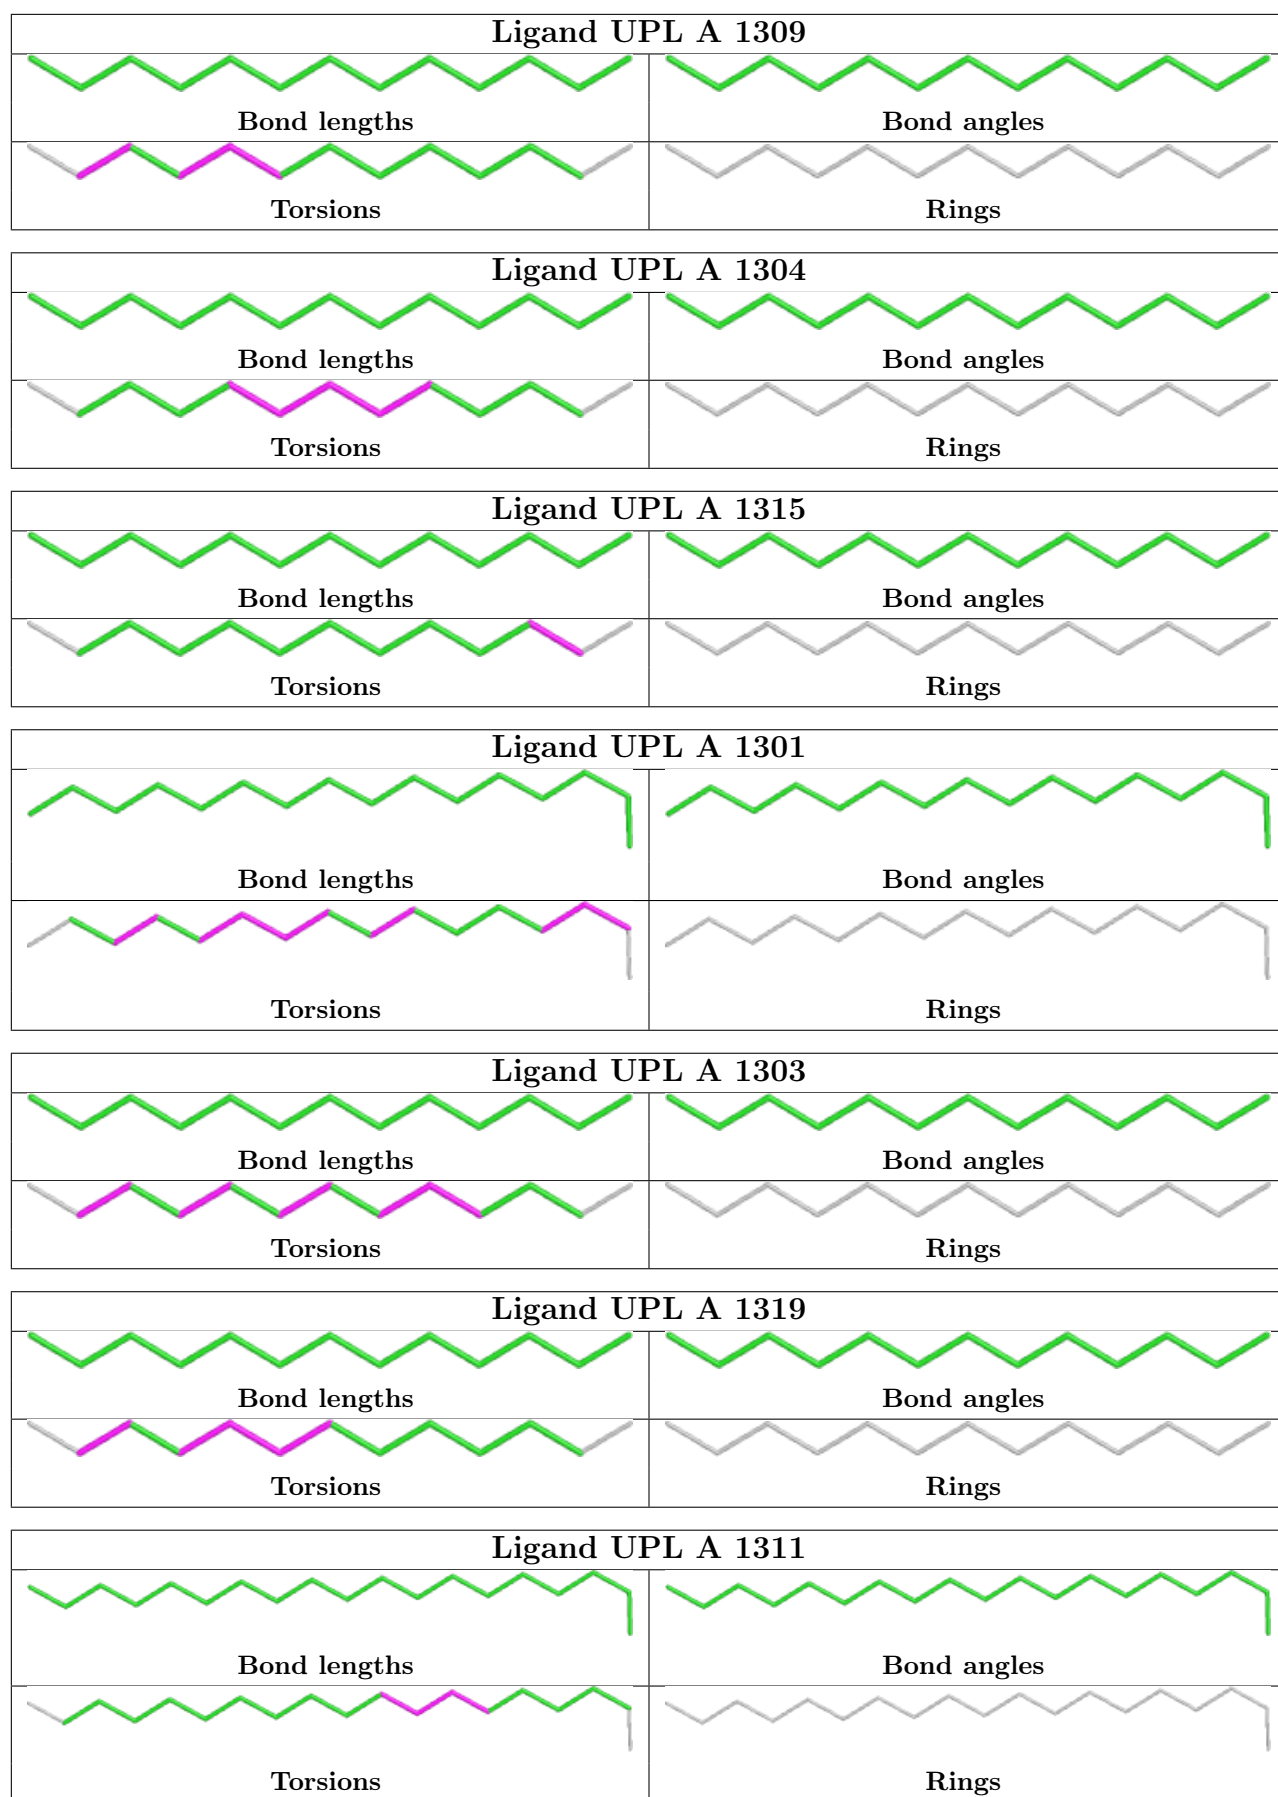 Ligand UPL A 1309
Bond lengths Bond angles
Torsions Rings
Ligand UPL A 1304
Bond lengths Bond angles
Torsions Rings
Ligand UPL A 1315
Bond lengths Bond angles
Torsions Rings
Ligand UPL A 1301
Bond lengths Bond angles
Torsions Rings
Ligand UPL A 1303
Bond lengths Bond angles
Torsions Rings
Ligand UPL A 1319
Bond lengths Bond angles
Torsions Rings
Ligand UPL A 1311
Bond lengths Bond angles
Torsions Rings